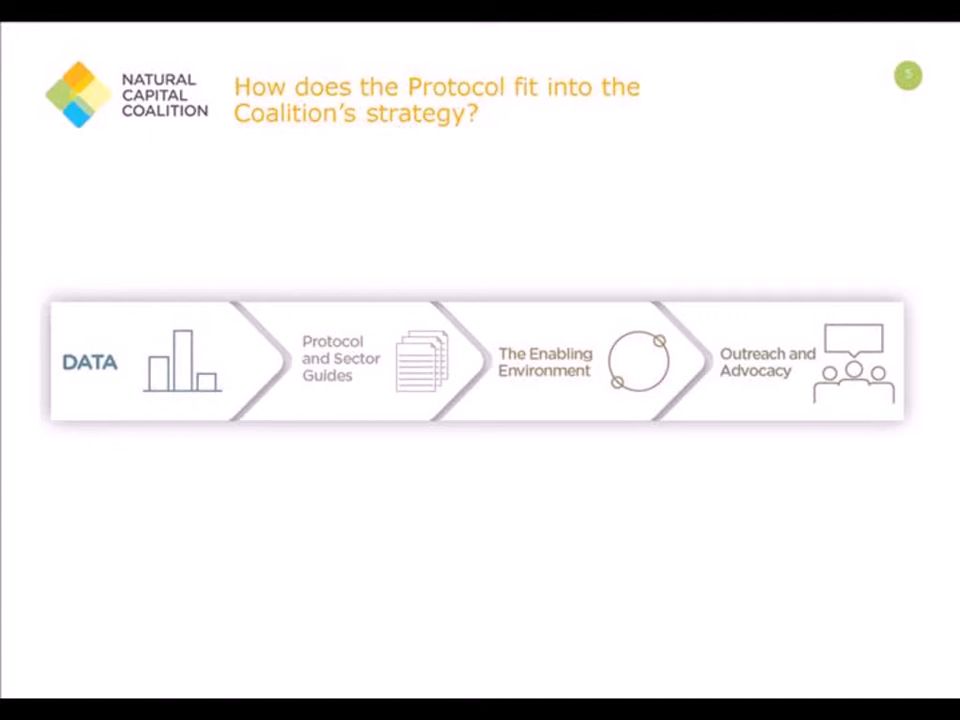 NATURAL
CAPITAL
COALITION
How does the Protocol fit into the
Coalition's strategy?
5
DATA
Protocol
and Sector
Guides
The Enabling
Environment
Outreach and
Advocacy